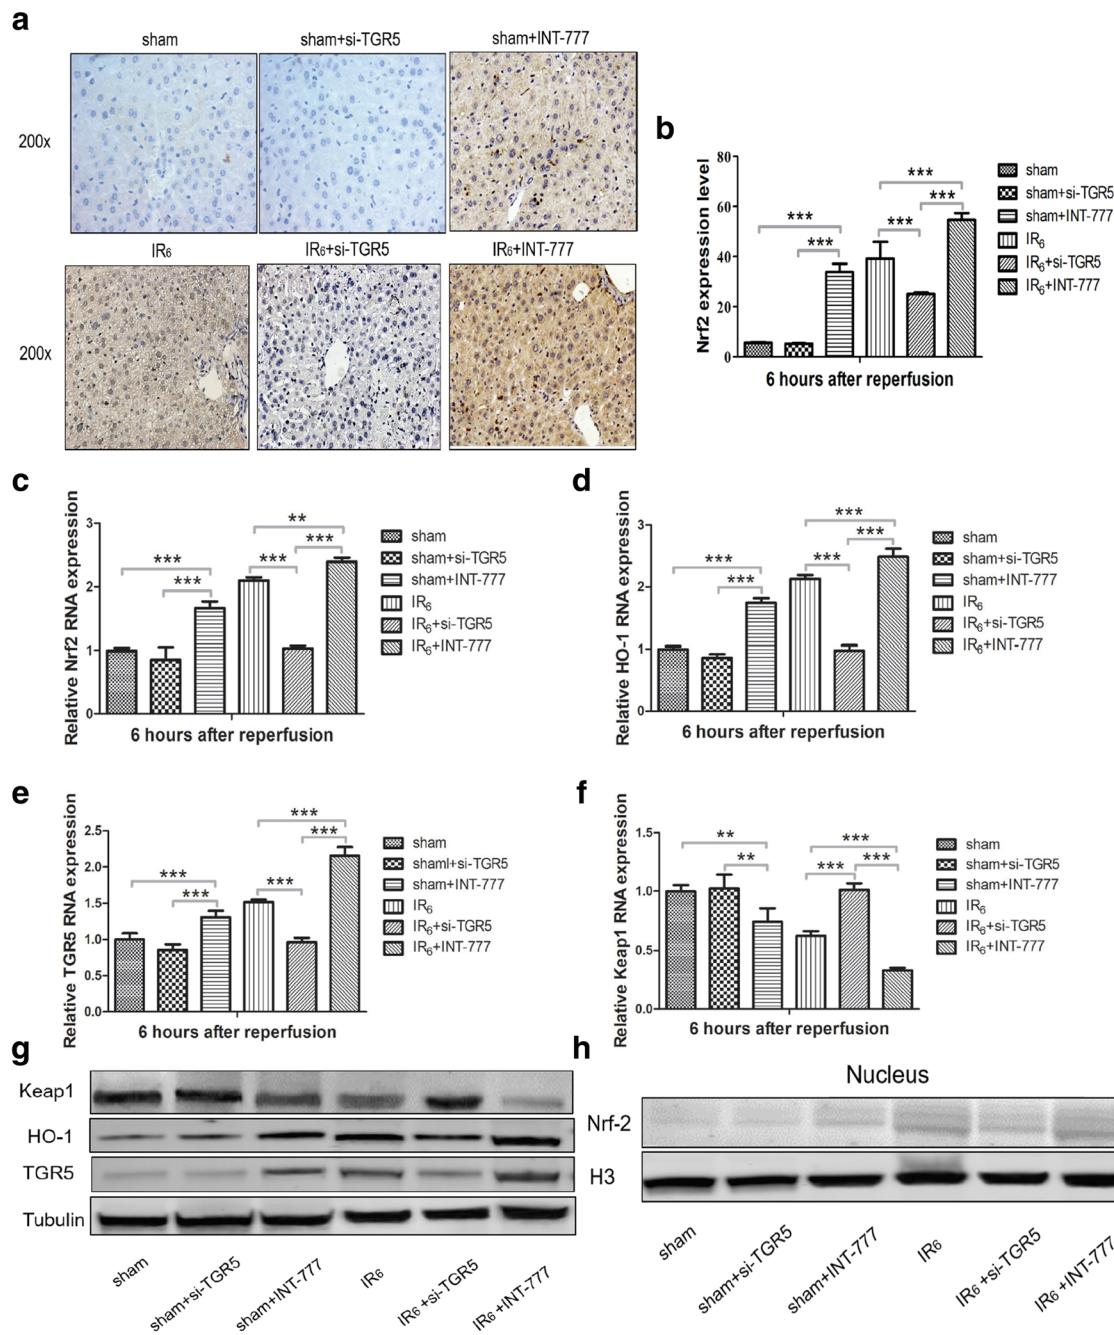 a
sham
sham+si-TGR5
sham+INT-777
200x
IR6
IR6+si-TGR5
IR6+INT-777
200x
b
Nrf2 expression level
80
60
40
20
0
***
***
***
***
***
6 hours after reperfusion
sham
sham+si-TGR5
sham+INT-777
IR6
IR6+si-TGR5
IR6+INT-777
c
Relative Nrf2 RNA expression
3
2
1
0
***
***
**
***
***
6 hours after reperfusion
sham
sham+si-TGR5
sham+INT-777
IR6
IR6+si-TGR5
IR6+INT-777
d
Relative HO-1 RNA expression
3
2
1
0
***
***
***
***
***
6 hours after reperfusion
sham
sham+si-TGR5
sham+INT-777
IR6
IR6+si-TGR5
IR6+INT-777
e
Relative TGR5 RNA expression
2.5
2.0
1.5
1.0
0.5
0.0
***
***
***
***
***
6 hours after reperfusion
sham
shaml+si-TGR5
sham+INT-777
IR6
IR6+si-TGR5
IR6+INT-777
f
Relative Keap1 RNA expression
1.5
1.0
0.5
0.0
**
**
***
***
***
6 hours after reperfusion
sham
sham+si-TGR5
sham+INT-777
IR6
IR6+si-TGR5
IR6+INT-777
g
Keap1
HO-1
TGR5
Tubulin
sham
sham+si-TGR5
sham+INT-777
IR6
IR6 +si-TGR5
IR6 +INT-777
h
Nucleus
Nrf-2
H3
sham
sham+si-TGR5
sham+INT-777
IR6
IR6 +si-TGR5
IR6 +INT-777